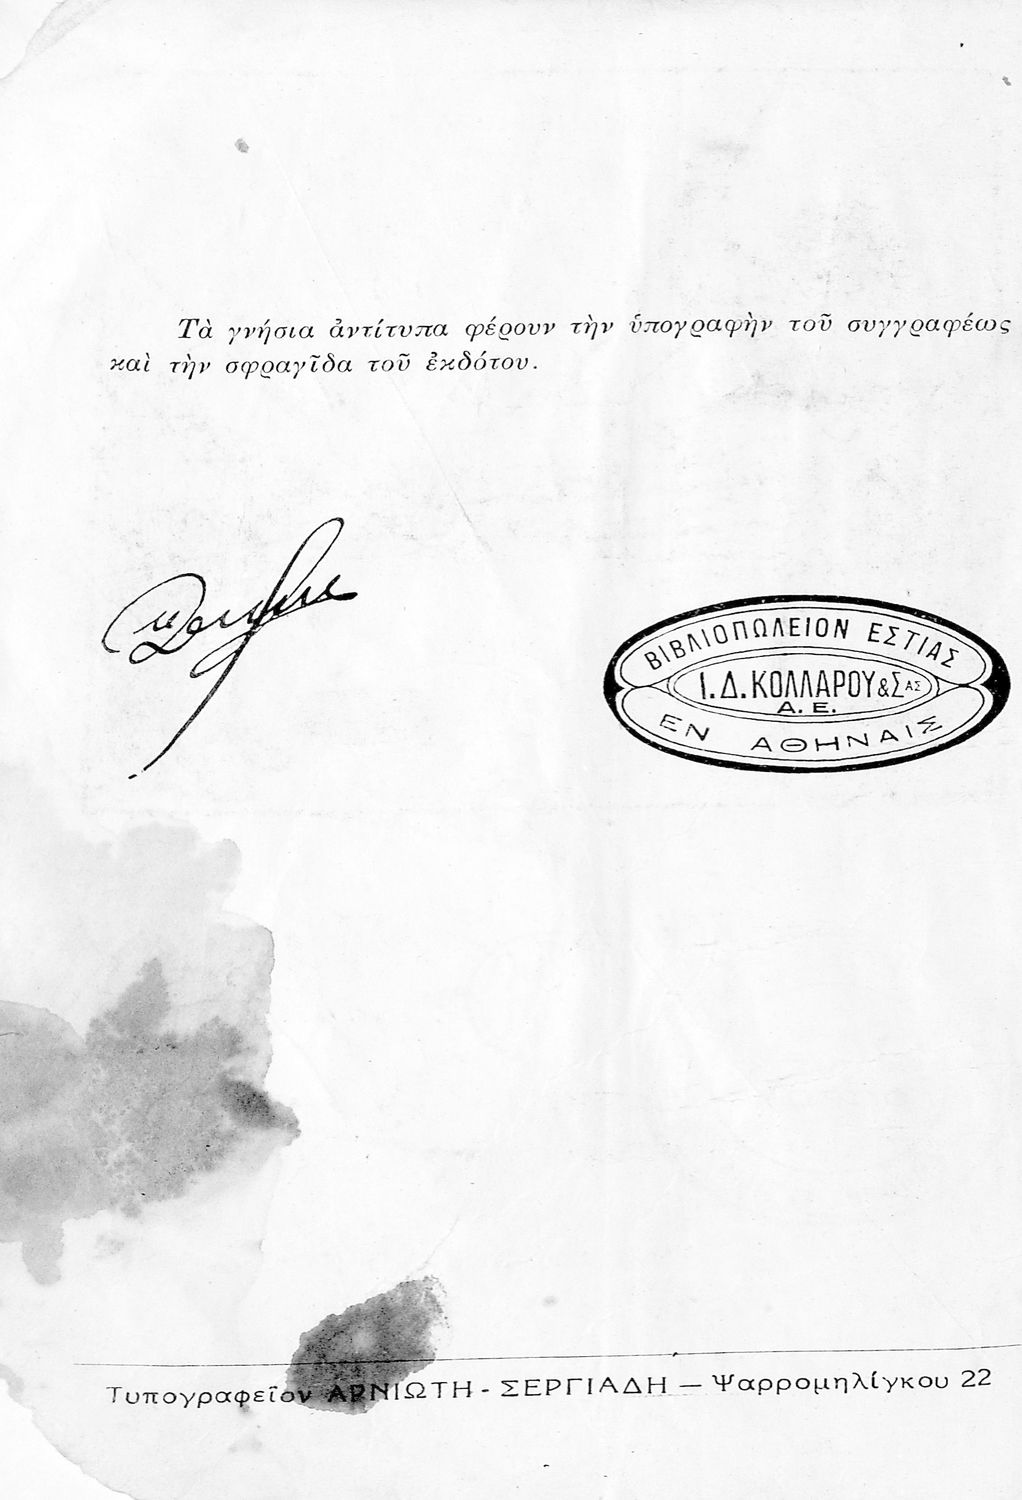 Τὰ γνήσια ἀντίτυπα φέρουν τὴν ὑπογραφὴν τοῦ συγγραφέως
καὶ τὴν σφραγῖδα τοῦ ἐκδότου.
ΒΙΒΛΙΟΠΩΛΕΙΟΝ ΕΣΤΙΑΣ
Ι.Δ.ΚΟΛΛΑΡΟΥ&ΣΑΣ
Α.Ε.
ΕΝ ΑΘΗΝΑΙΣ
Τυπογραφεῖον ΑΡΝΙΩΤΗ - ΣΕΡΓΙΑΔΗ — Ψαρρομηλίγκου 22